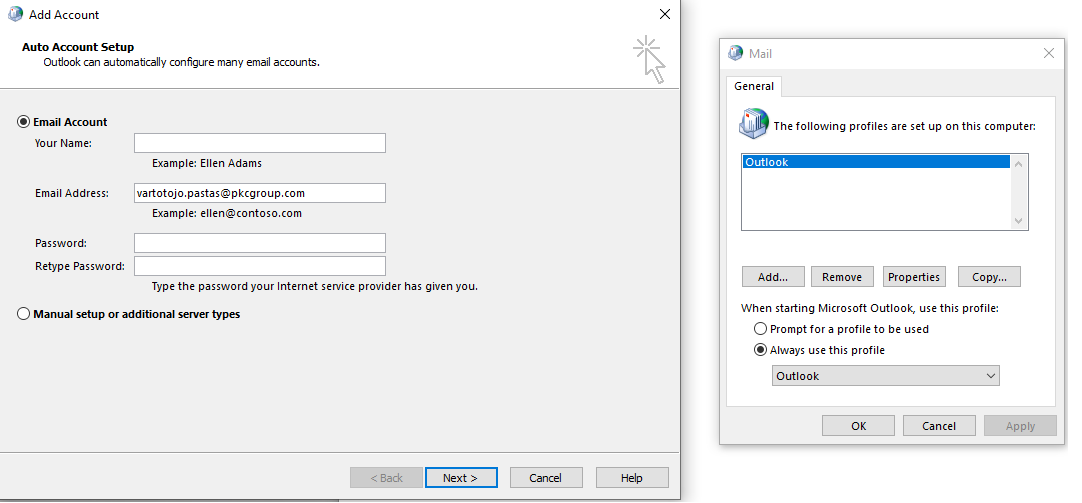 Add Account
Auto Account Setup
Outlook can automatically configure many email accounts.
Email Account
Your Name:
Example: Ellen Adams
Email Address: vartotojo.pastas@pkcgroup.com
Example: ellen@contoso.com
Password:
Retype Password:
Type the password your Internet service provider has given you.
Manual setup or additional server types
< Back Next > Cancel Help
Mail
General
The following profiles are set up on this computer:
Outlook
Add... Remove Properties Copy...
When starting Microsoft Outlook, use this profile:
Prompt for a profile to be used
Always use this profile
Outlook
OK Cancel Apply